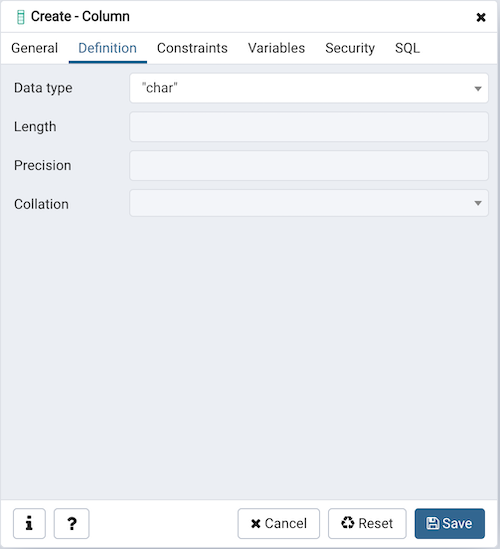 Create - Column
General Definition Constraints Variables Security SQL
Data type "char"
Length
Precision
Collation
i ? Cancel Reset Save